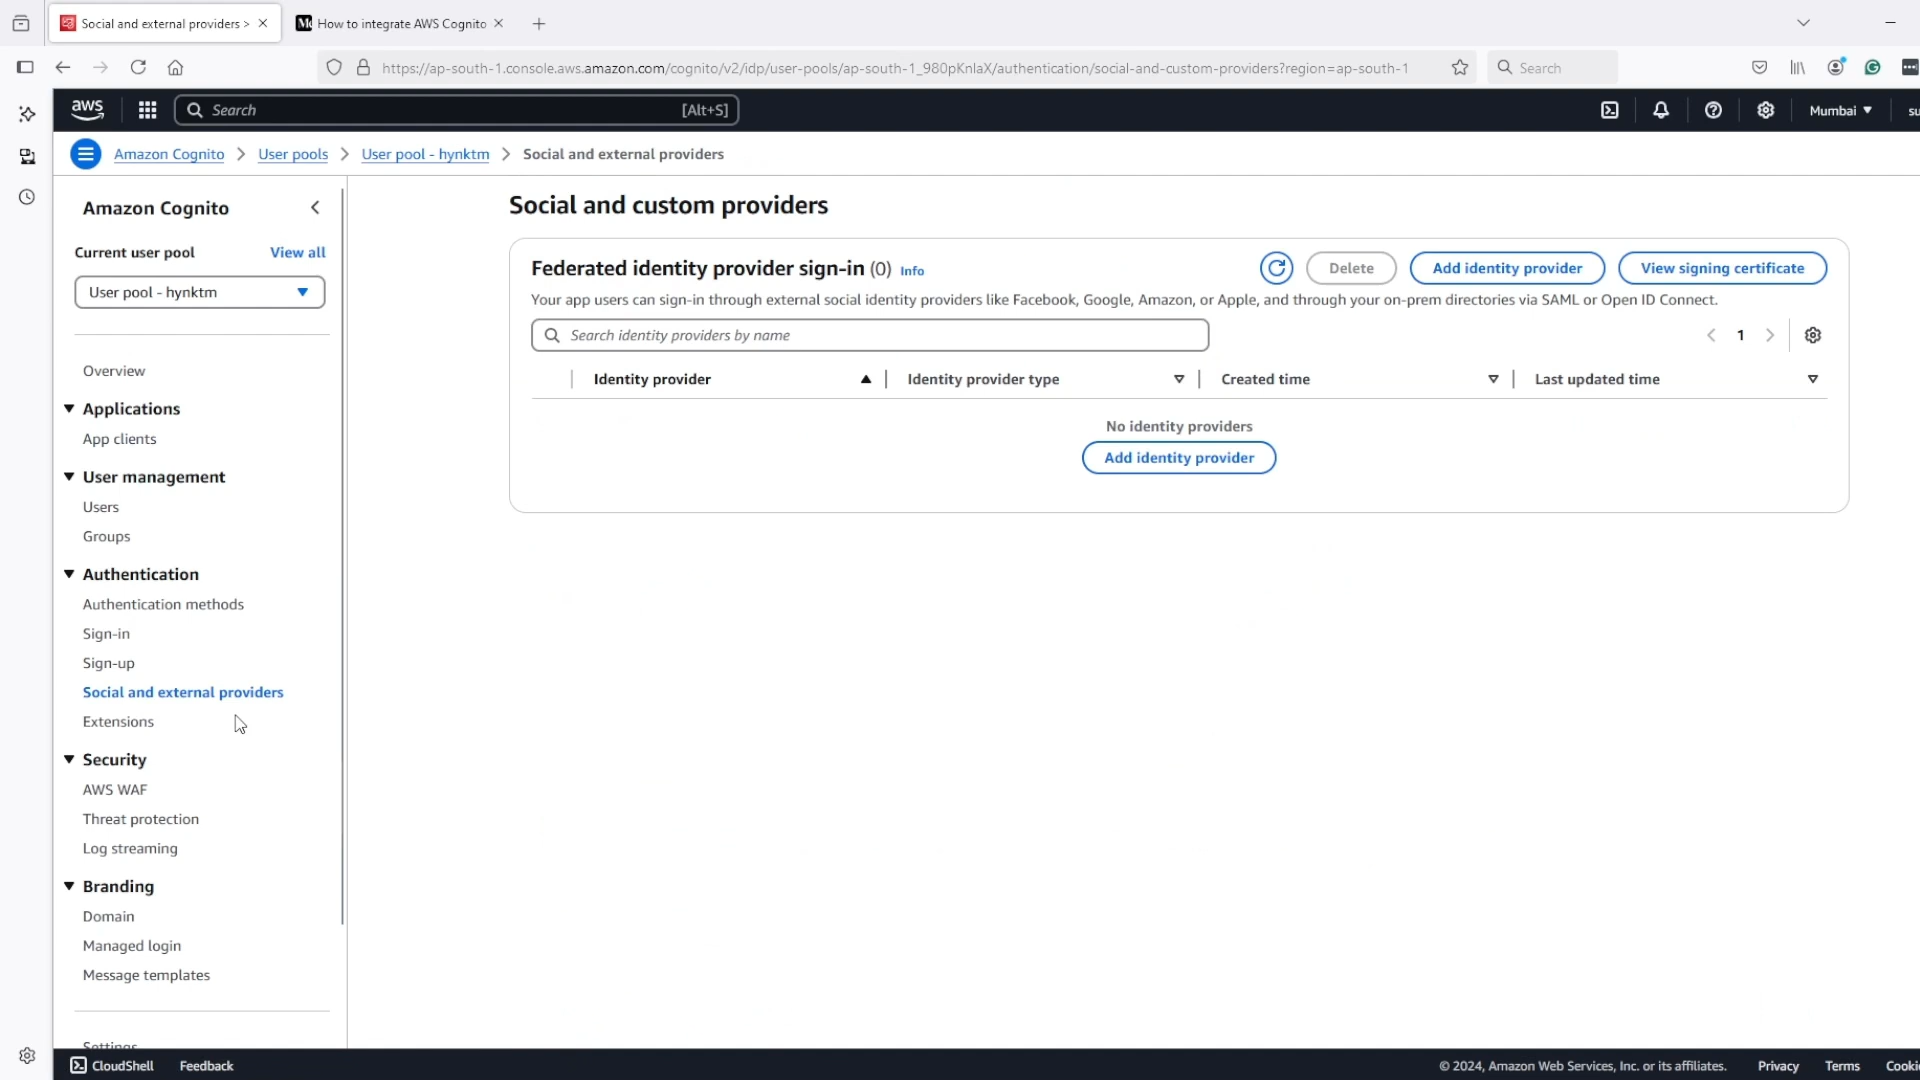 Social and external providers >
How to integrate AWS Cognito
https://ap-south-1.console.aws.amazon.com/cognito/v2/idp/user-pools/ap-south-1_980pKnlaX/authentication/social-and-custom-providers?region=ap-south-1
Search
aws
Search
[Alt+S]
Mumbai
su
Amazon Cognito
User pools
User pool - hynktm
Social and external providers
Amazon Cognito
Current user pool
View all
User pool - hynktm
Overview
Applications
App clients
User management
Users
Groups
Authentication
Authentication methods
Sign-in
Sign-up
Social and external providers
Extensions
Security
AWS WAF
Threat protection
Log streaming
Branding
Domain
Managed login
Message templates
Settings
Social and custom providers
Federated identity provider sign-in (0) Info
Delete
Add identity provider
View signing certificate
Your app users can sign-in through external social identity providers like Facebook, Google, Amazon, or Apple, and through your on-prem directories via SAML or Open ID Connect.
Search identity providers by name
1
Identity provider
Identity provider type
Created time
Last updated time
No identity providers
Add identity provider
CloudShell
Feedback
© 2024, Amazon Web Services, Inc. or its affiliates.
Privacy
Terms
Cooki